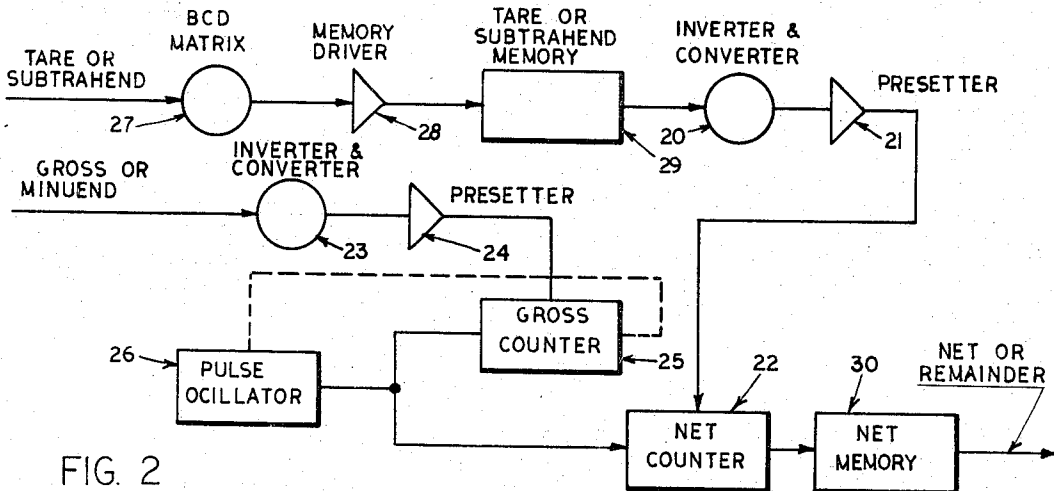 BCD
MATRIX
MEMORY
DRIVER
TARE OR
SUBTRAHEND
MEMORY
INVERTER &
CONVERTER
TARE OR
SUBTRAHEND
PRESETTER
27
28
29
20
21
GROSS OR
MINUEND
INVERTER &
CONVERTER
PRESETTER
23
24
GROSS
COUNTER
25
26
PULSE
OCILLATOR
22
30
NET OR
REMAINDER
NET
COUNTER
NET
MEMORY
FIG. 2